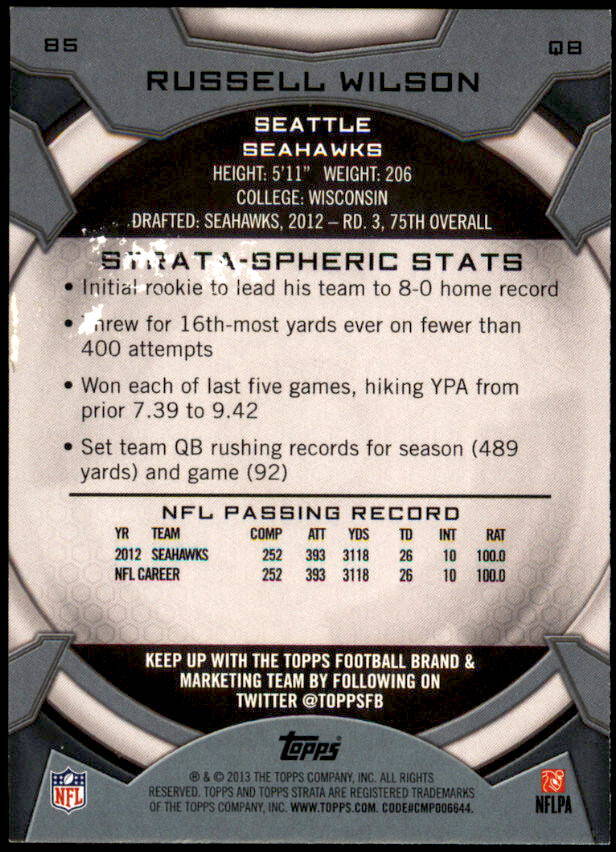 85 QB
RUSSELL WILSON
SEATTLE
SEAHAWKS
HEIGHT: 5'11" WEIGHT: 206
COLLEGE: WISCONSIN
DRAFTED: SEAHAWKS, 2012 – RD. 3, 75TH OVERALL
STRATA-SPHERIC STATS
• Initial rookie to lead his team to 8-0 home record
• Threw for 16th-most yards ever on fewer than
400 attempts
• Won each of last five games, hiking YPA from
prior 7.39 to 9.42
• Set team QB rushing records for season (489
yards) and game (92)
NFL PASSING RECORD
YR TEAM COMP ATT YDS TD INT RAT
2012 SEAHAWKS 252 393 3118 26 10 100.0
NFL CAREER 252 393 3118 26 10 100.0
KEEP UP WITH THE TOPPS FOOTBALL BRAND &
MARKETING TEAM BY FOLLOWING ON
TWITTER @TOPPSFB
Topps
® & © 2013 THE TOPPS COMPANY, INC. ALL RIGHTS
RESERVED. TOPPS AND TOPPS STRATA ARE REGISTERED TRADEMARKS
OF THE TOPPS COMPANY, INC. WWW.TOPPS.COM. CODE#CMP006644.
NFL
NFLPA